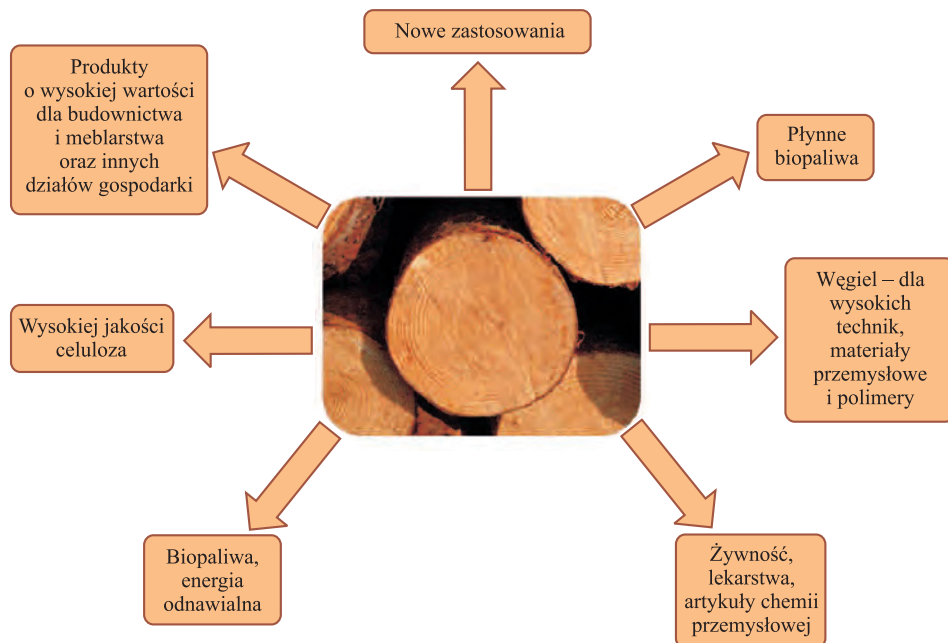 Nowe zastosowania
Produkty
o wysokiej wartości
dla budownictwa
i meblarstwa
oraz innych
działów gospodarki
Płynne
biopaliwa
Wysokiej jakości
celuloza
Węgiel – dla
wysokich
technik,
materiały
przemysłowe
i polimery
Biopaliwa,
energia
odnawialna
Żywność,
lekarstwa,
artykuły chemii
przemysłowej